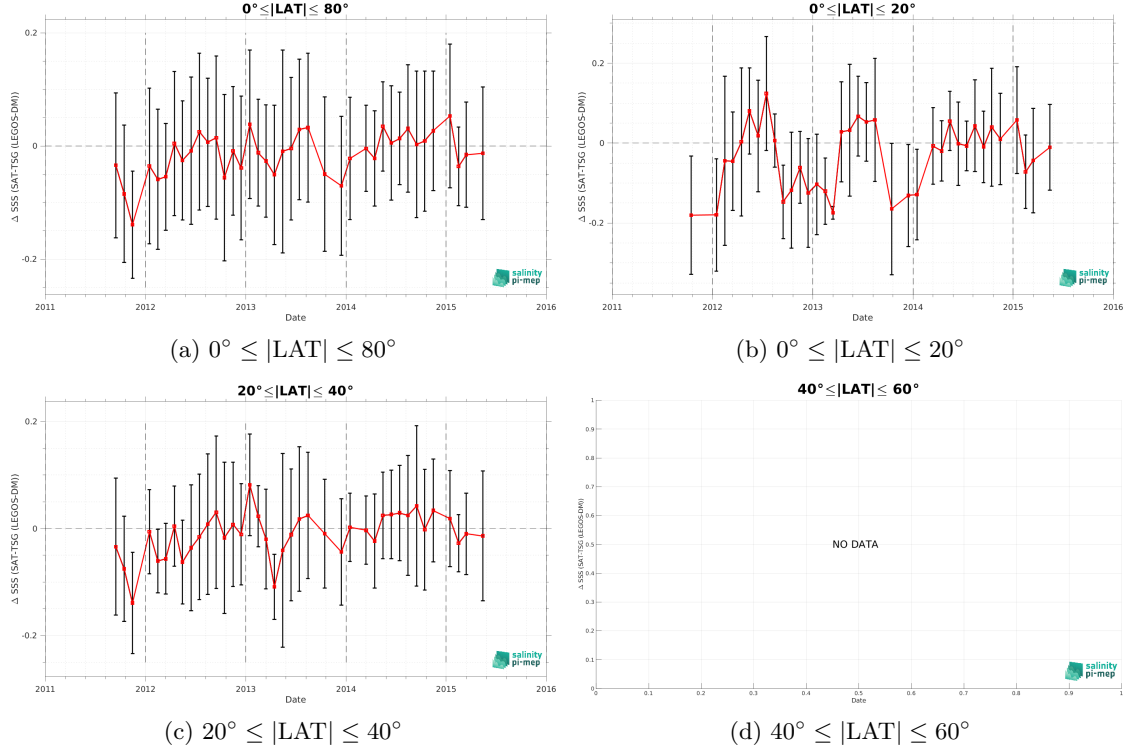 0°≤|LAT|≤ 80°
Δ SSS (SAT-TSG (LEGOS-DM))
0.2
0
-0.2
2011 2012 2013 2014 2015 2016
Date
salinity
pi-mep
(a) 0° ≤ |LAT| ≤ 80°
0°≤|LAT|≤ 20°
Δ SSS (SAT-TSG (LEGOS-DM))
0.2
0
-0.2
2011 2012 2013 2014 2015 2016
Date
salinity
pi-mep
(b) 0° ≤ |LAT| ≤ 20°
20°≤|LAT|≤ 40°
Δ SSS (SAT-TSG (LEGOS-DM))
0.2
0
-0.2
2011 2012 2013 2014 2015 2016
Date
salinity
pi-mep
(c) 20° ≤ |LAT| ≤ 40°
40°≤|LAT|≤ 60°
Δ SSS (SAT-TSG (LEGOS-DM))
1
0.9
0.8
0.7
0.6
0.5
0.4
0.3
0.2
0.1
0
NO DATA
0 0.1 0.2 0.3 0.4 0.5 0.6 0.7 0.8 0.9 1
Date
salinity
pi-mep
(d) 40° ≤ |LAT| ≤ 60°